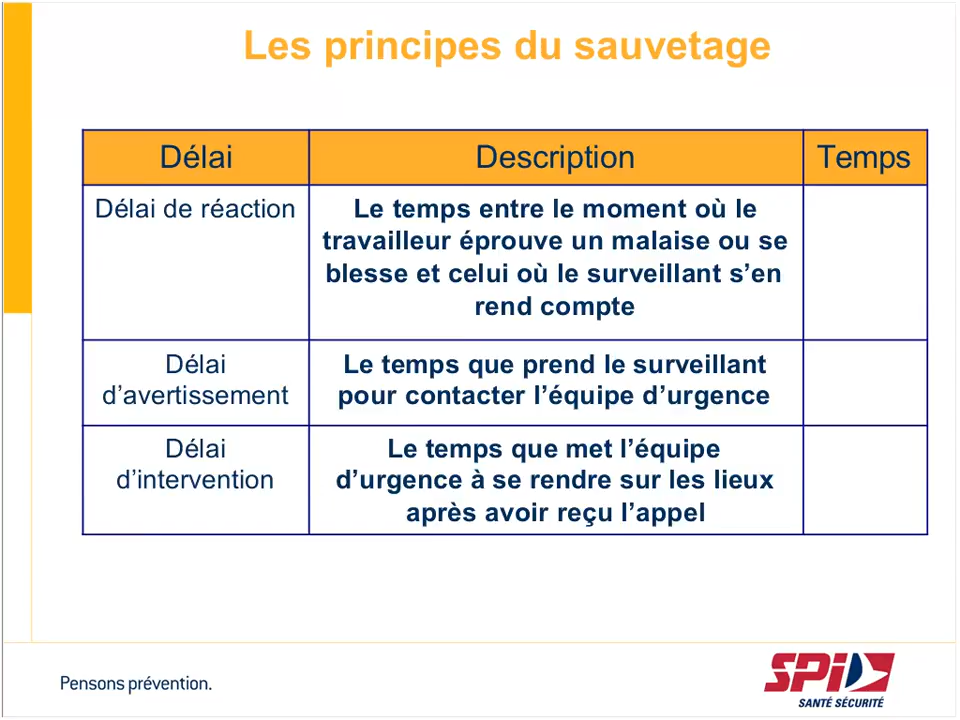 Les principes du sauvetage
Délai
Description
Temps
Délai de réaction
Le temps entre le moment où le
travailleur éprouve un malaise ou se
blesse et celui où le surveillant s’en
rend compte
Délai
d’avertissement
Le temps que prend le surveillant
pour contacter l’équipe d’urgence
Délai
d’intervention
Le temps que met l’équipe
d’urgence à se rendre sur les lieux
après avoir reçu l’appel
Pensons prévention.
SPI
SANTÉ SÉCURITÉ